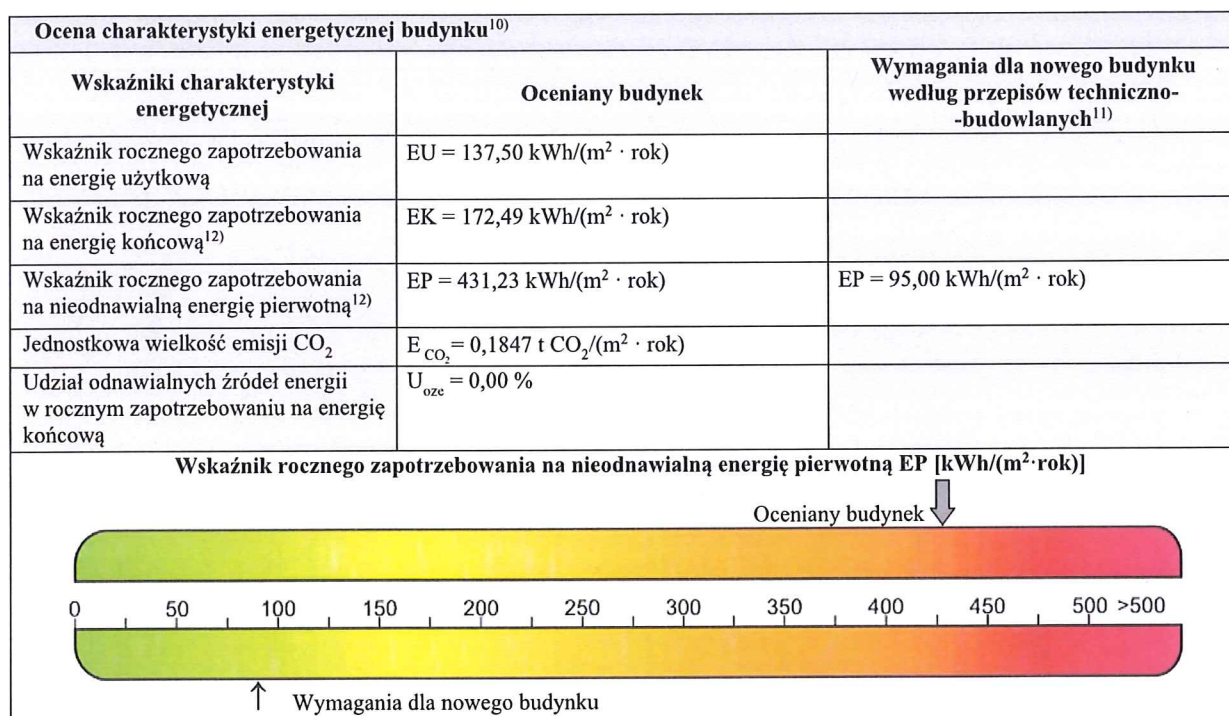 Ocena charakterystyki energetycznej budynku¹⁰⁾
Wskaźniki charakterystyki
energetycznej
Oceniany budynek
Wymagania dla nowego budynku
według przepisów techniczno-
-budowlanych¹¹⁾
Wskaźnik rocznego zapotrzebowania
na energię użytkową
EU = 137,50 kWh/(m² · rok)
Wskaźnik rocznego zapotrzebowania
na energię końcową¹²⁾
EK = 172,49 kWh/(m² · rok)
Wskaźnik rocznego zapotrzebowania
na nieodnawialną energię pierwotną¹²⁾
EP = 431,23 kWh/(m² · rok)
EP = 95,00 kWh/(m² · rok)
Jednostkowa wielkość emisji CO₂
E CO₂ = 0,1847 t CO₂/(m² · rok)
Udział odnawialnych źródeł energii
w rocznym zapotrzebowaniu na energię
końcową
Uoze = 0,00 %
Wskaźnik rocznego zapotrzebowania na nieodnawialną energię pierwotną EP [kWh/(m²·rok)]
Oceniany budynek
0 50 100 150 200 250 300 350 400 450 500 >500
Wymagania dla nowego budynku